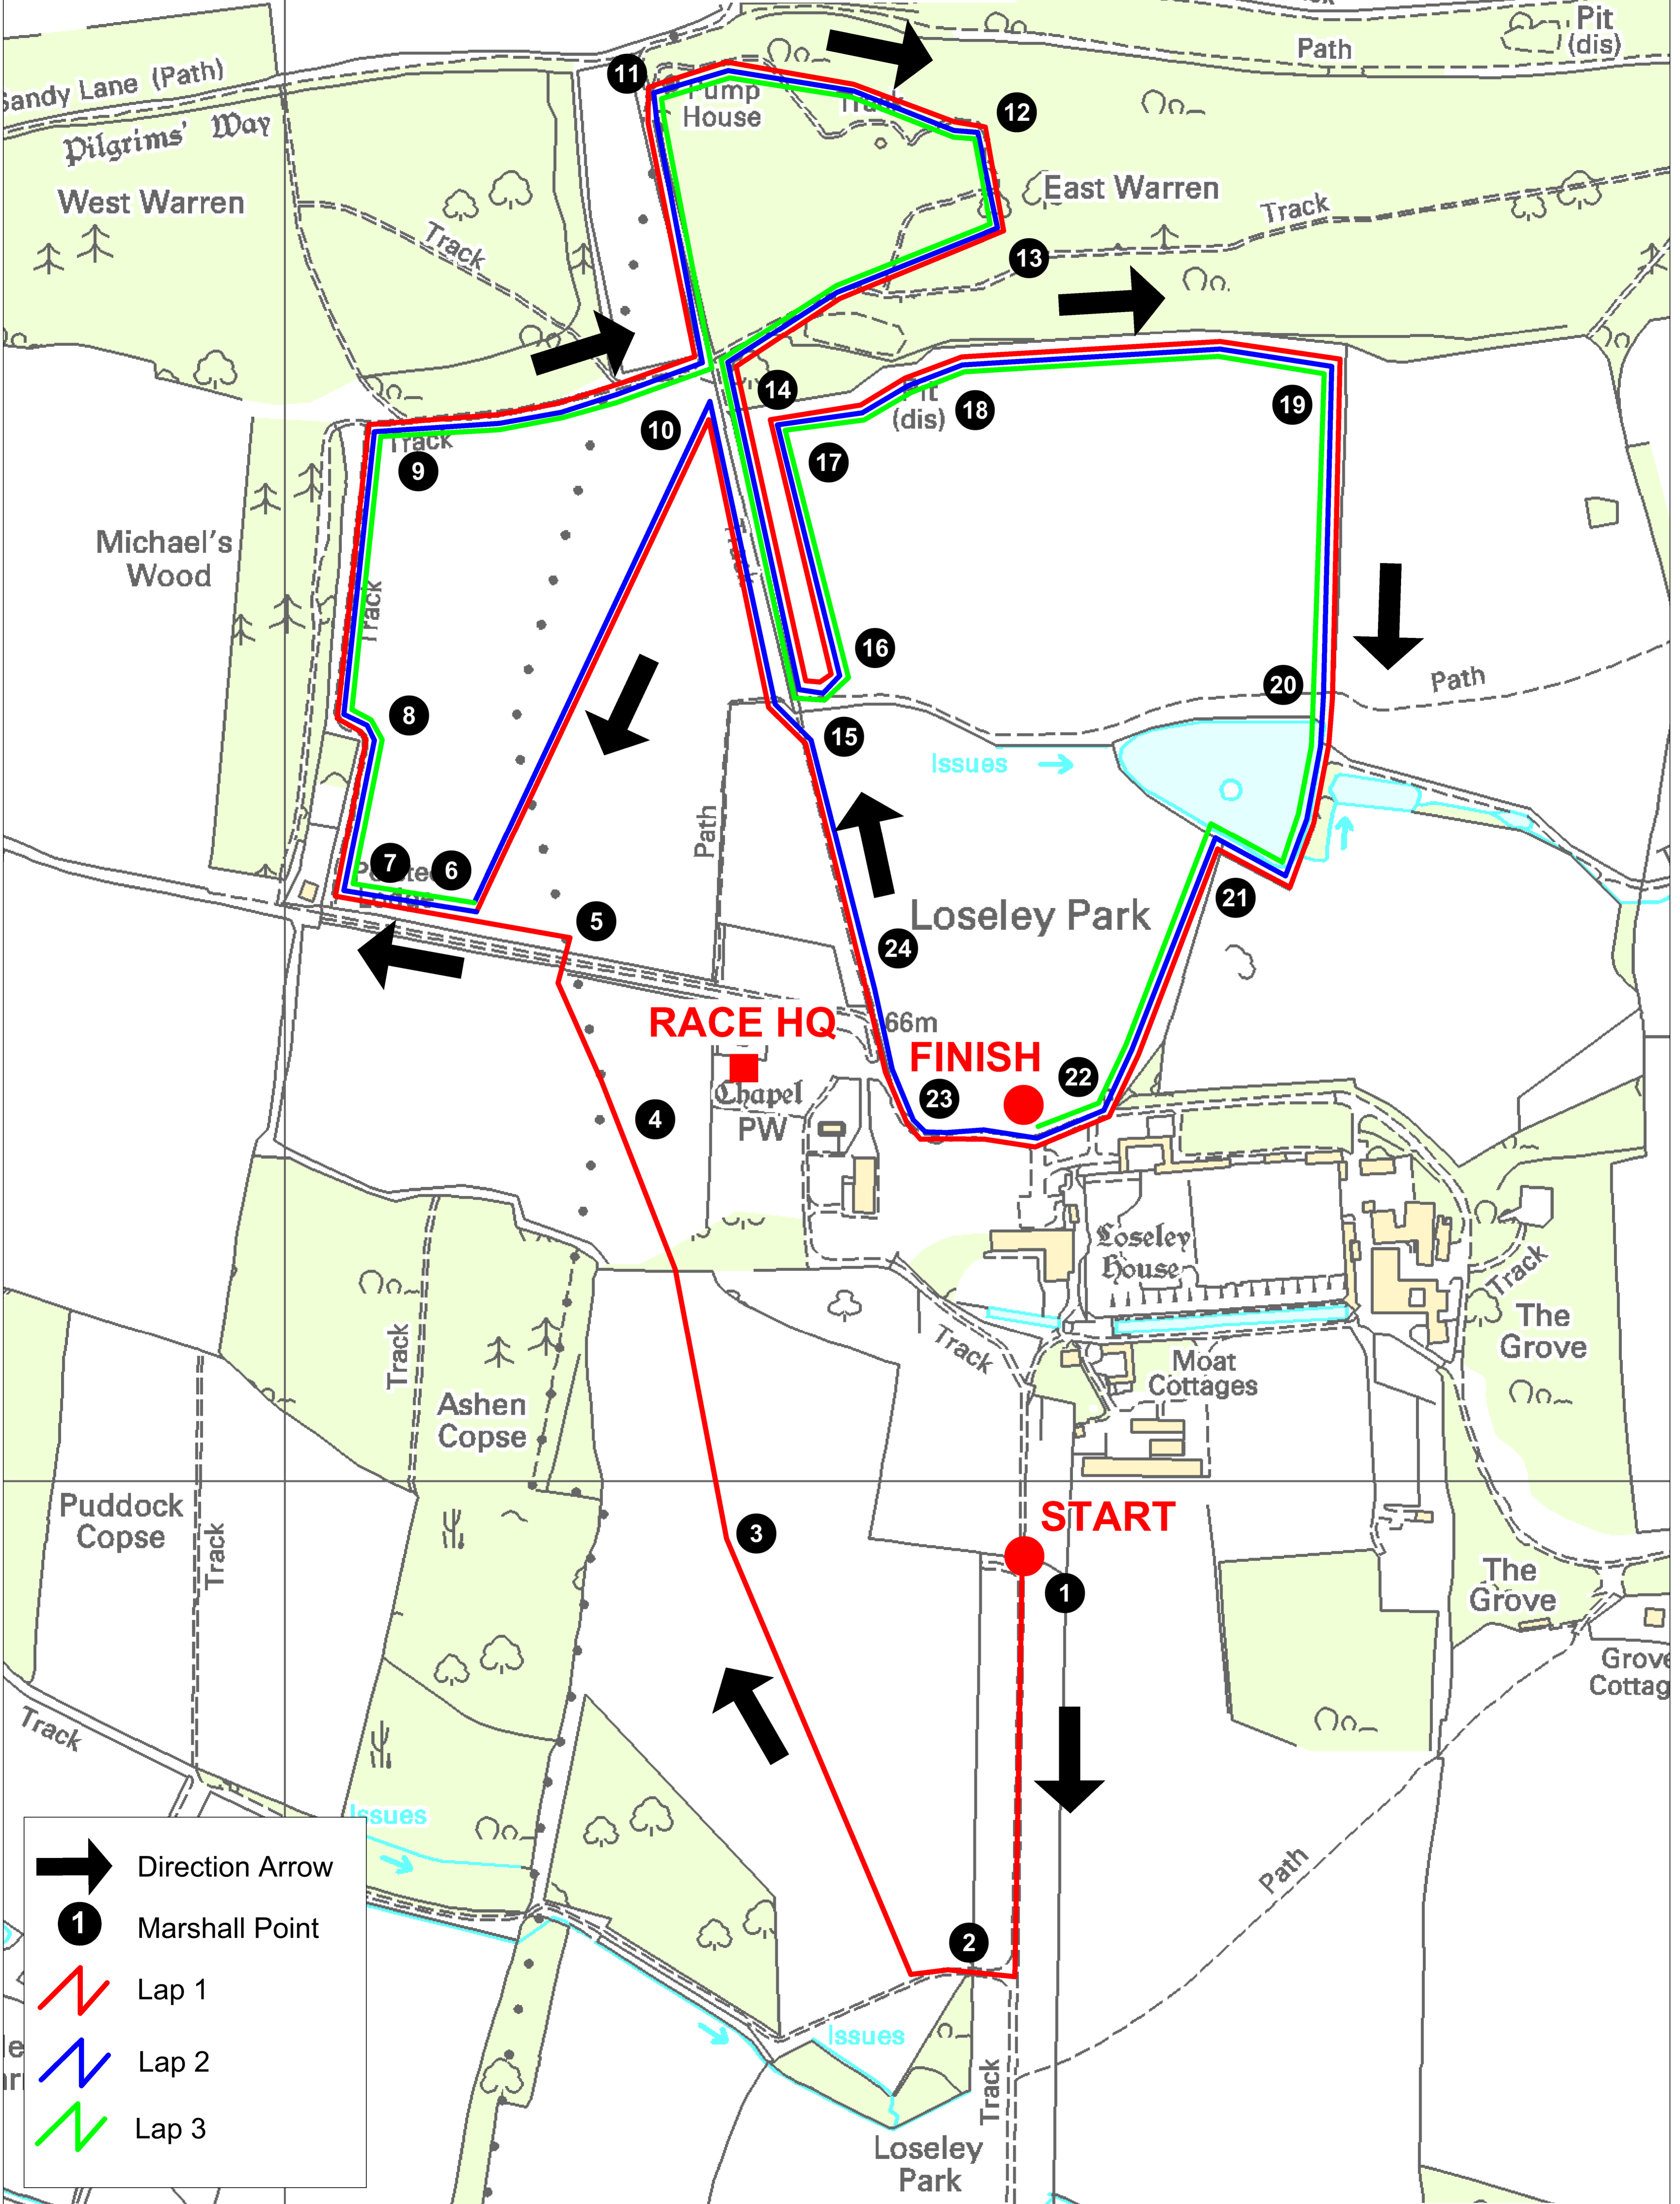 Pit
(dis)
Path
Sandy Lane (Path)
Pilgrims' Way
11
Pump
House
Track
12
West Warren
East Warren
Track
Track
13
14
10
Pit
(dis)
18
19
Track
9
17
Michael's
Wood
Track
16
8
20
Path
15
Issues
Path
7
6
Lodge
21
5
Loseley Park
24
RACE HQ
66m
FINISH
22
23
Chapel
PW
4
Loseley
House
Track
Track
The
Grove
Track
Moat
Cottages
Ashen
Copse
Puddock
Copse
Track
START
3
1
The
Grove
Grove
Cottag
Track
Issues
Path
2
Issues
Track
Loseley
Park
Direction Arrow
1
Marshall Point
Lap 1
Lap 2
Lap 3